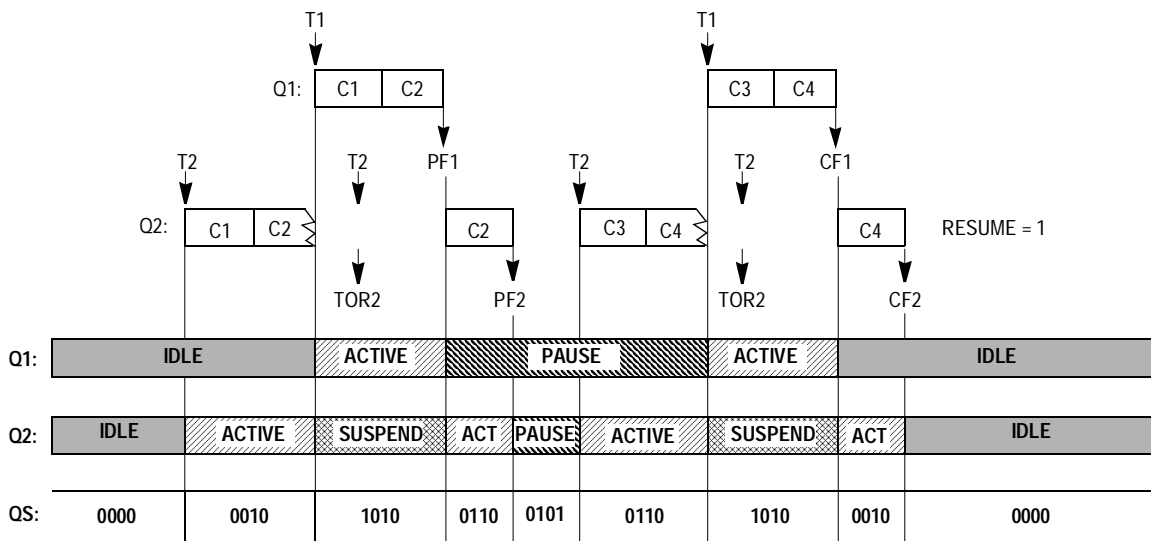 T1 T1
Q1: C1 C2 C3 C4
T2 T2 PF1 T2 T2 CF1
Q2: C1 C2 C2 C3 C4 C4 RESUME = 1
TOR2 PF2 TOR2 CF2
Q1: IDLE ACTIVE PAUSE ACTIVE IDLE
Q2: IDLE ACTIVE SUSPEND ACT PAUSE ACTIVE SUSPEND ACT IDLE
QS: 0000 0010 1010 0110 0101 0110 1010 0010 0000